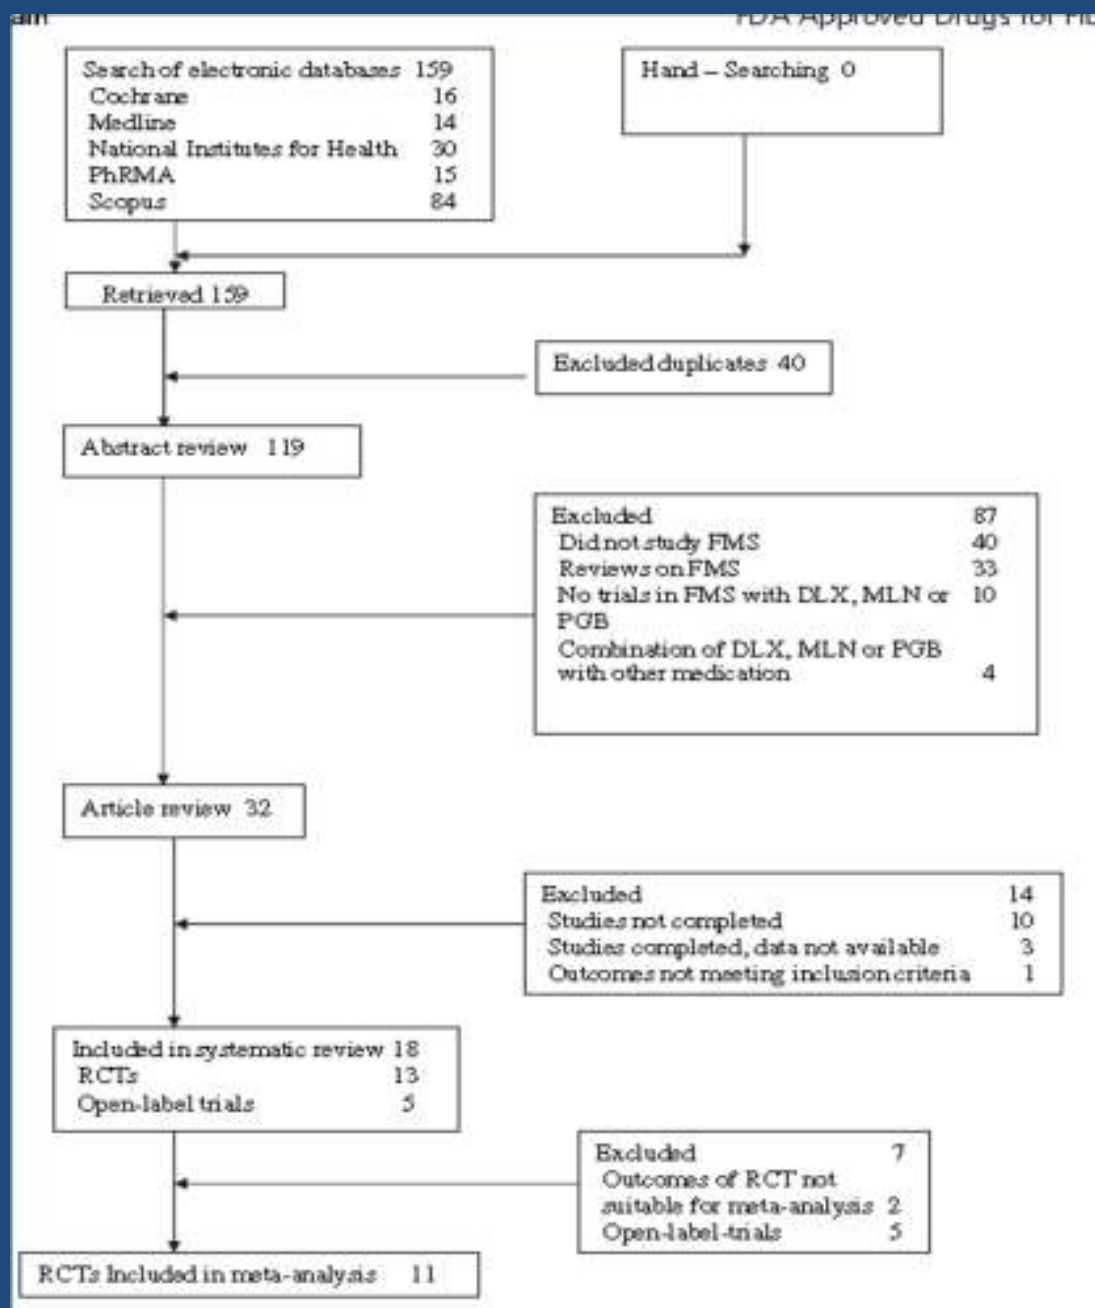 Search of electronic databases 159
Cochrane 16
Medline 14
National Institutes for Health 30
PhRMA 15
Scopus 84
Hand – Searching 0
Retrieved 159
Excluded duplicates 40
Abstract review 119
Excluded 87
Did not study FMS 40
Reviews on FMS 33
No trials in FMS with DLX, MLN or 10
PGB
Combination of DLX, MLN or PGB
with other medication 4
Article review 32
Excluded 14
Studies not completed 10
Studies completed, data not available 3
Outcomes not meeting inclusion criteria 1
Included in systematic review 18
RCTs 13
Open-label trials 5
Excluded 7
Outcomes of RCT not
suitable for meta-analysis 2
Open-label-trials 5
RCTs Included in meta-analysis 11